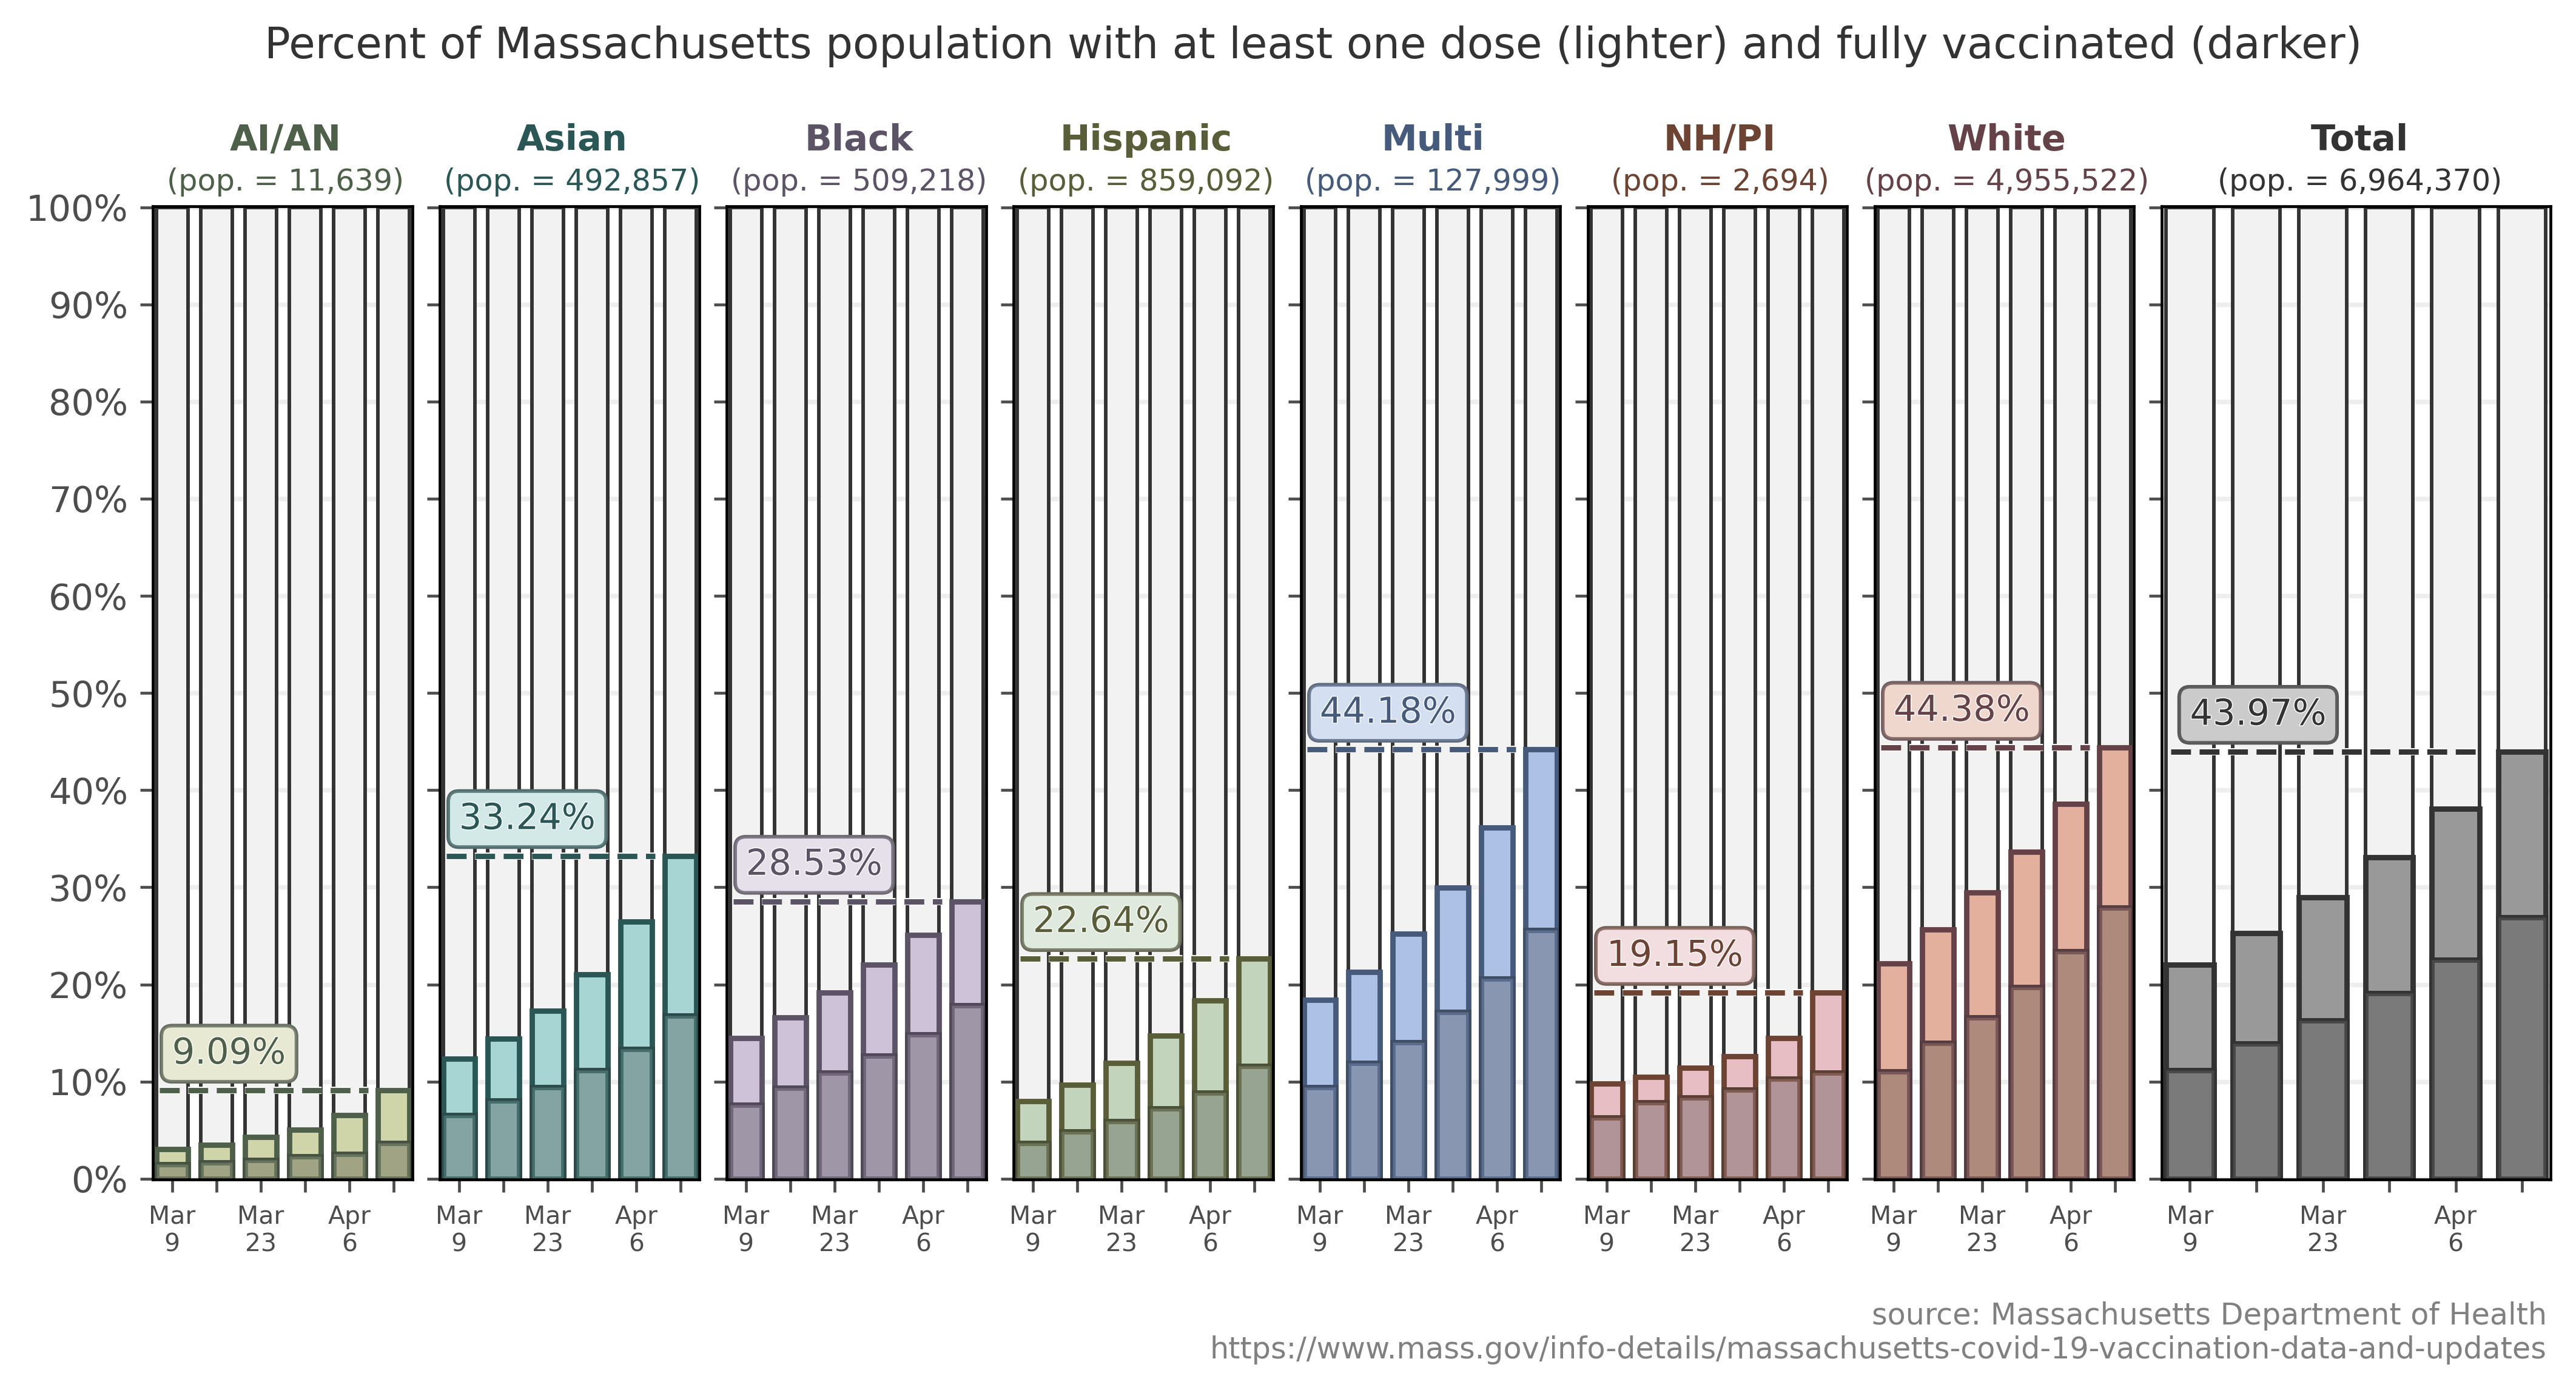 Percent of Massachusetts population with at least one dose (lighter) and fully vaccinated (darker)
AI/AN
(pop. = 11,639)
Asian
(pop. = 492,857)
Black
(pop. = 509,218)
Hispanic
(pop. = 859,092)
Multi
(pop. = 127,999)
NH/PI
(pop. = 2,694)
White
(pop. = 4,955,522)
Total
(pop. = 6,964,370)
100%
90%
80%
70%
60%
50%
40%
30%
20%
10%
0%
9.09%
33.24%
28.53%
22.64%
44.18%
19.15%
44.38%
43.97%
Mar
9
Mar
23
Apr
6
Mar
9
Mar
23
Apr
6
Mar
9
Mar
23
Apr
6
Mar
9
Mar
23
Apr
6
Mar
9
Mar
23
Apr
6
Mar
9
Mar
23
Apr
6
Mar
9
Mar
23
Apr
6
Mar
9
Mar
23
Apr
6
source: Massachusetts Department of Health
https://www.mass.gov/info-details/massachusetts-covid-19-vaccination-data-and-updates